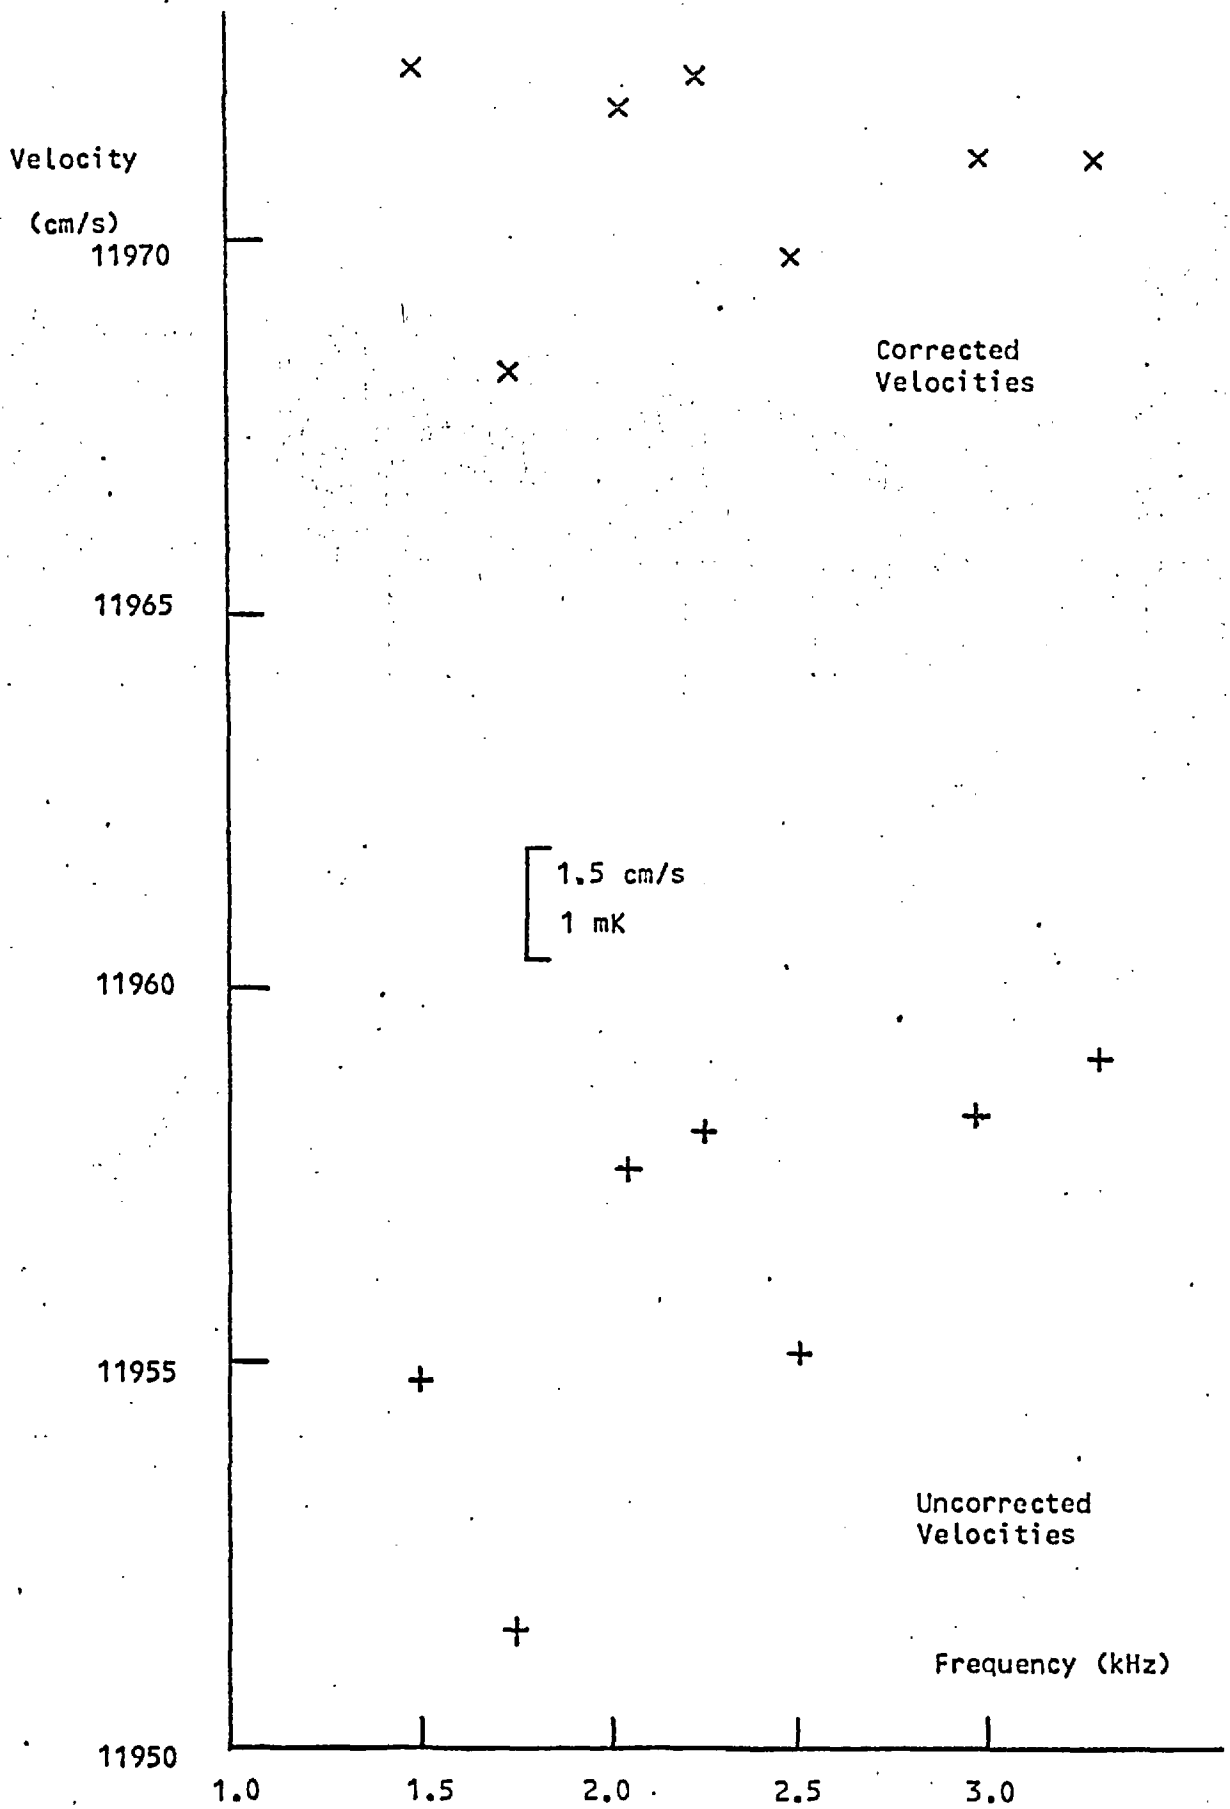 Velocity
(cm/s)
11970
Corrected
Velocities
11965
1.5 cm/s
1 mK
11960
11955
Uncorrected
Velocities
Frequency (kHz)
11950
1.0 1.5 2.0 2.5 3.0